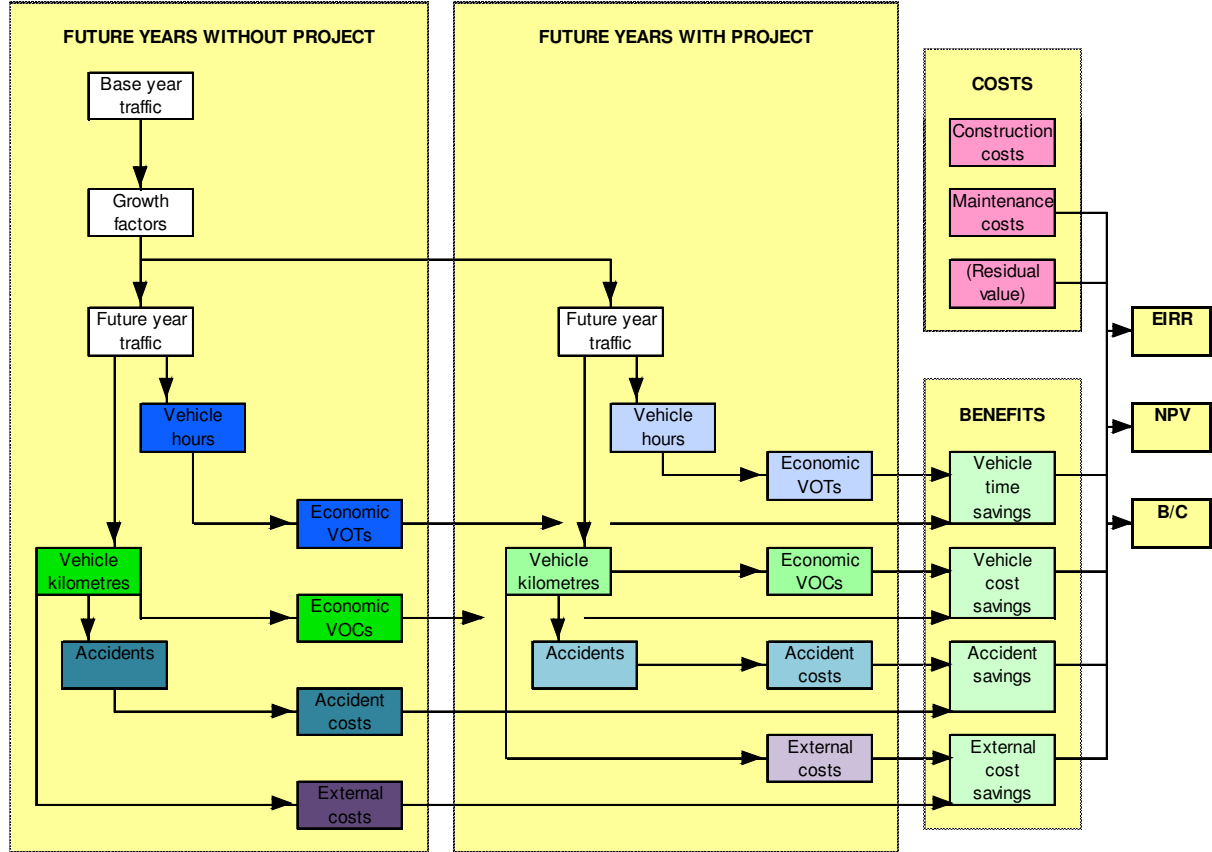 FUTURE YEARS WITHOUT PROJECT
Base year
traffic
Growth
factors
Future year
traffic
Vehicle
hours
Economic
VOTs
Vehicle
kilometres
Economic
VOCs
Accidents
Accident
costs
External
costs
FUTURE YEARS WITH PROJECT
Future year
traffic
Vehicle
hours
Economic
VOTs
Vehicle
kilometres
Economic
VOCs
Accidents
Accident
costs
External
costs
COSTS
Construction
costs
Maintenance
costs
(Residual
value)
BENEFITS
Vehicle
time
savings
Vehicle
cost
savings
Accident
savings
External
cost
savings
EIRR
NPV
B/C